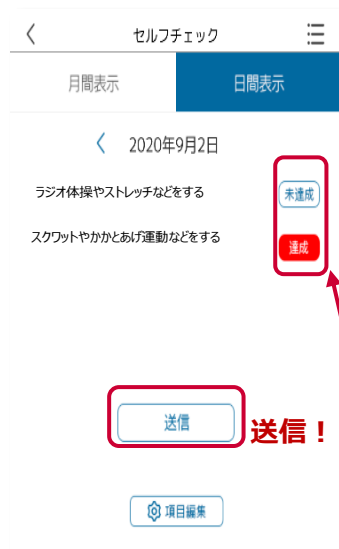 セルフチェック
月間表示
日間表示
2020年9月2日
ラジオ体操やストレッチなどをする
未達成
スクワットやかかとあげ運動などをする
達成
送信
送信！
項目編集